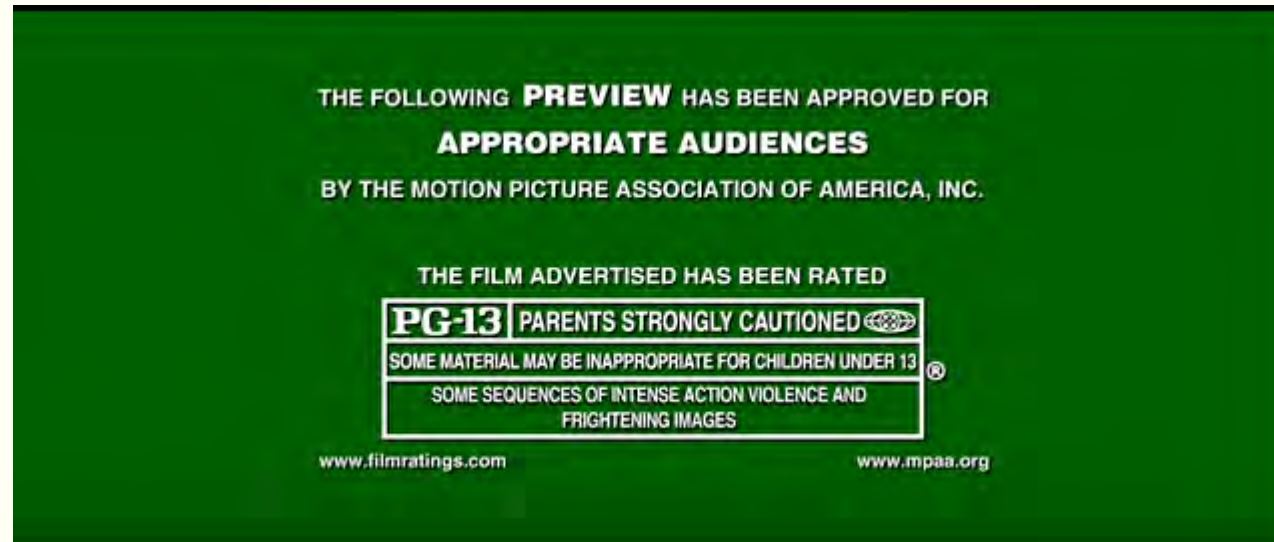 THE FOLLOWING PREVIEW HAS BEEN APPROVED FOR
APPROPRIATE AUDIENCES
BY THE MOTION PICTURE ASSOCIATION OF AMERICA, INC.
THE FILM ADVERTISED HAS BEEN RATED
PG-13 PARENTS STRONGLY CAUTIONED
SOME MATERIAL MAY BE INAPPROPRIATE FOR CHILDREN UNDER 13 ®
SOME SEQUENCES OF INTENSE ACTION VIOLENCE AND
FRIGHTENING IMAGES
www.filmratings.com www.mpaa.org